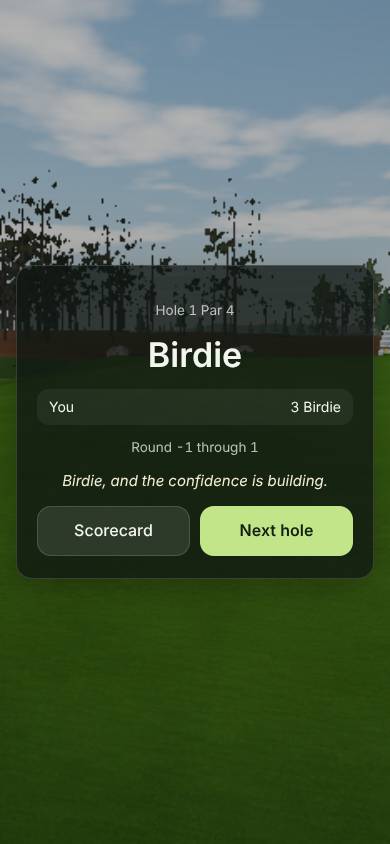 Hole 1 Par 4
Birdie
You 3 Birdie
Round -1 through 1
Birdie, and the confidence is building.
Scorecard Next hole